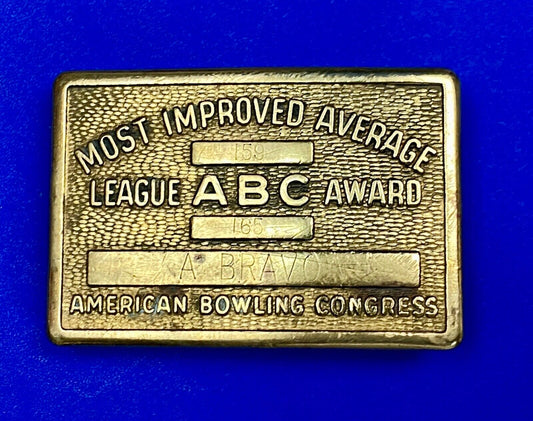 MOST IMPROVED AVERAGE
159
LEAGUE ABC AWARD
165
A BRAVO
AMERICAN BOWLING CONGRESS